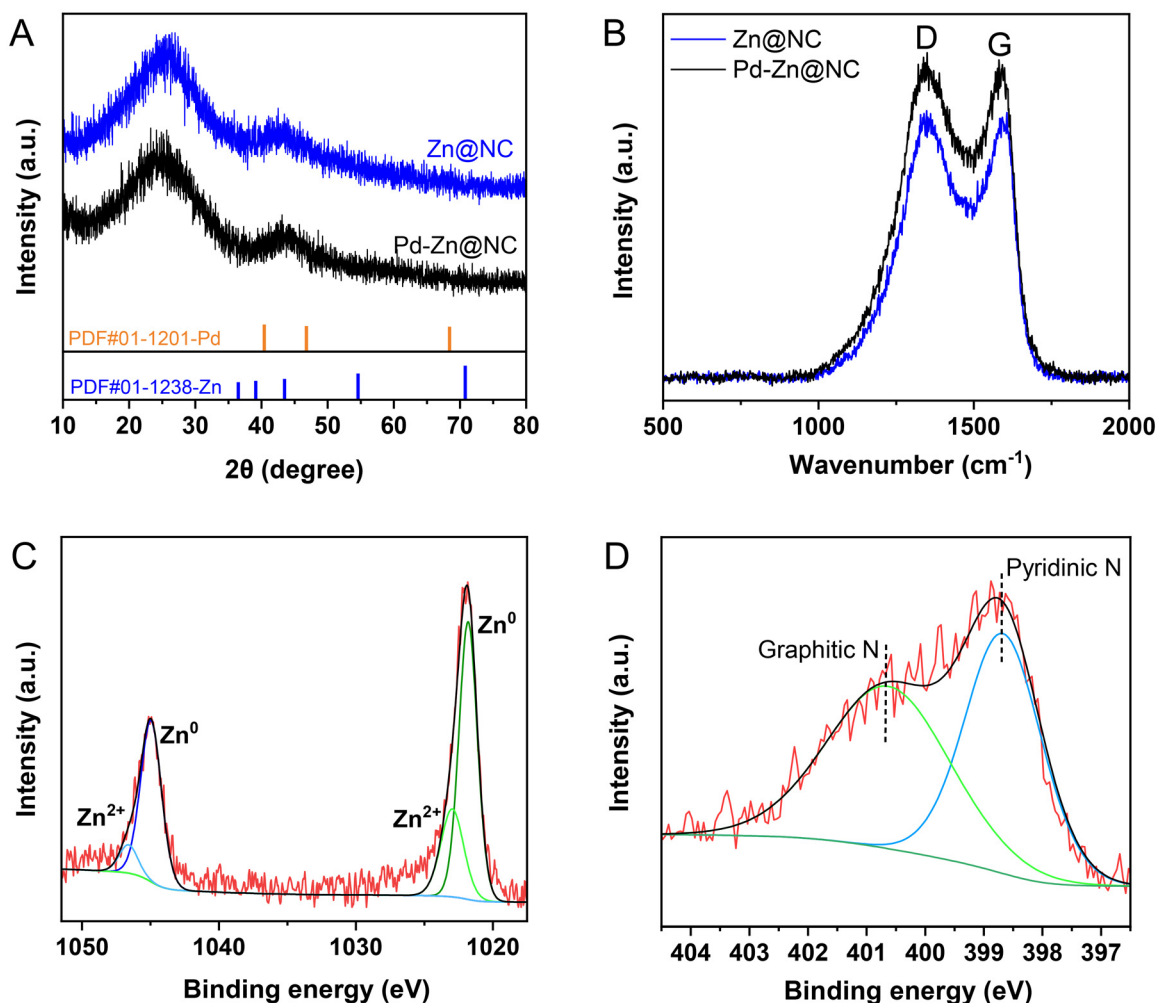 A
Intensity (a.u.)
Zn@NC
Pd-Zn@NC
PDF#01-1201-Pd
PDF#01-1238-Zn
10 20 30 40 50 60 70 80
2θ (degree)
B
Intensity (a.u.)
Zn@NC
Pd-Zn@NC
D G
500 1000 1500 2000
Wavenumber (cm⁻¹)
C
Intensity (a.u.)
Zn⁰
Zn²⁺
Zn⁰
Zn²⁺
1050 1040 1030 1020
Binding energy (eV)
D
Intensity (a.u.)
Pyridinic N
Graphitic N
404 403 402 401 400 399 398 397
Binding energy (eV)